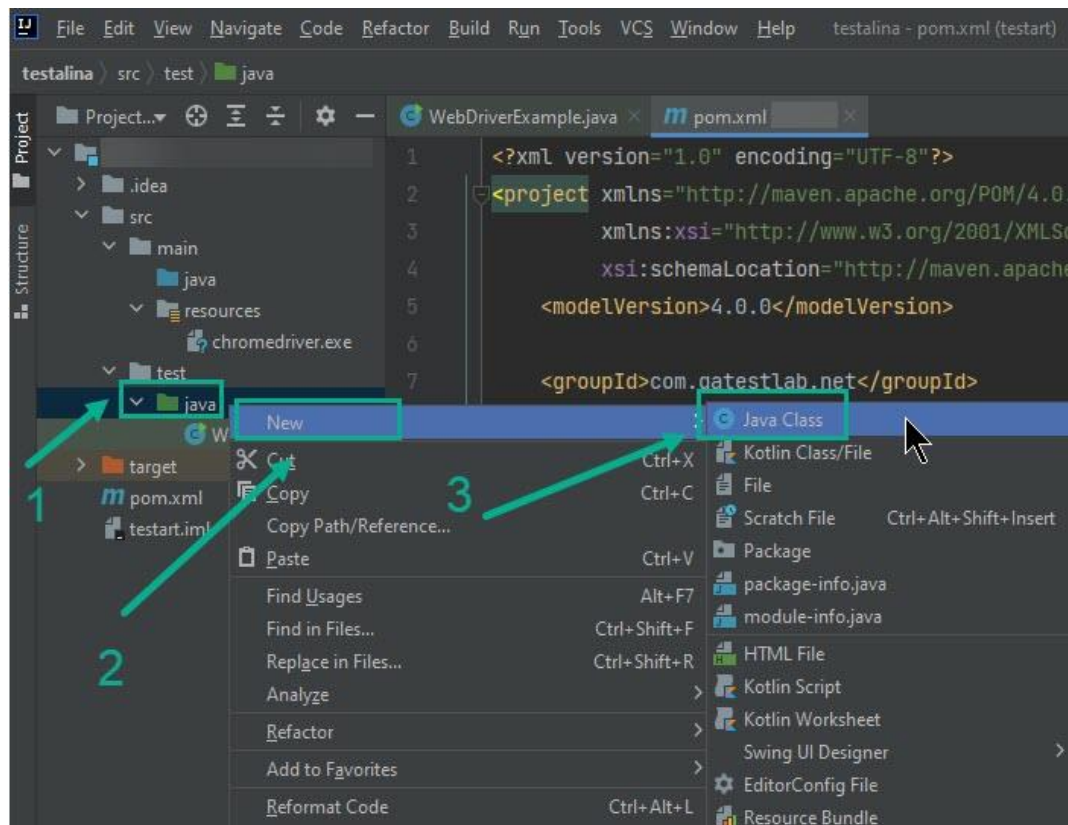 IJ File Edit View Navigate Code Refactor Build Run Tools VCS Window Help testalina - pom.xml (testart)
testalina src test java
Project... WebDriverExample.java m pom.xml
Project
Structure
.idea
src
main
java
resources
chromedriver.exe
test
java
W
target
m pom.xml
testart.iml
1
2
3
4
5
6
7
<?xml version="1.0" encoding="UTF-8"?>
<project xmlns="http://maven.apache.org/POM/4.0.
xmlns:xsi="http://www.w3.org/2001/XMLSc
xsi:schemaLocation="http://maven.apache
<modelVersion>4.0.0</modelVersion>
<groupId>com.qatestlab.net</groupId>
New
Cut Ctrl+X
Copy Ctrl+C
Copy Path/Reference...
Paste Ctrl+V
Find Usages Alt+F7
Find in Files... Ctrl+Shift+F
Replace in Files... Ctrl+Shift+R
Analyze
Refactor
Add to Favorites
Reformat Code Ctrl+Alt+L
Java Class
Kotlin Class/File
File
Scratch File Ctrl+Alt+Shift+Insert
Package
package-info.java
module-info.java
HTML File
Kotlin Script
Kotlin Worksheet
Swing UI Designer
EditorConfig File
Resource Bundle
1
2
3